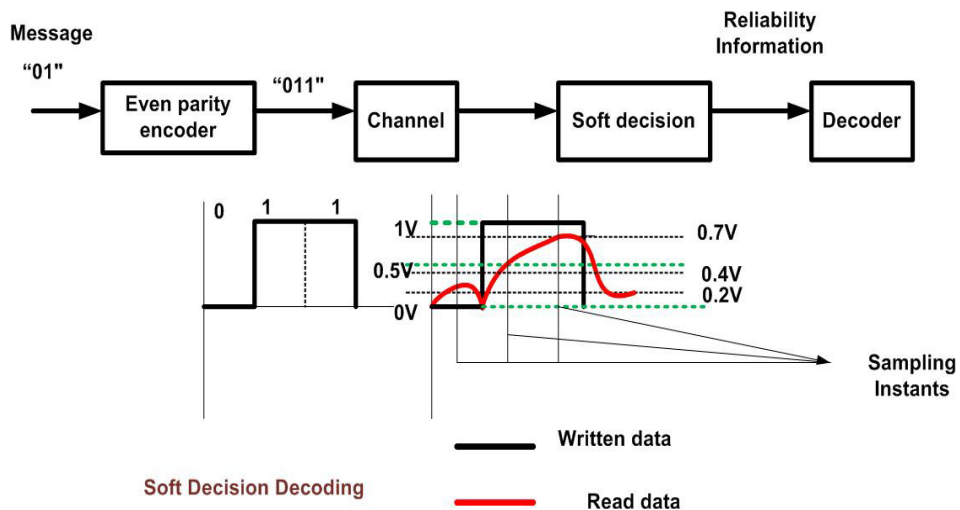 Message
Reliability
Information
“01"
“011"
Even parity
encoder
Channel
Soft decision
Decoder
0 1 1
1V
0.7V
0.5V
0.4V
0.2V
0V
Sampling
Instants
Written data
Soft Decision Decoding
Read data